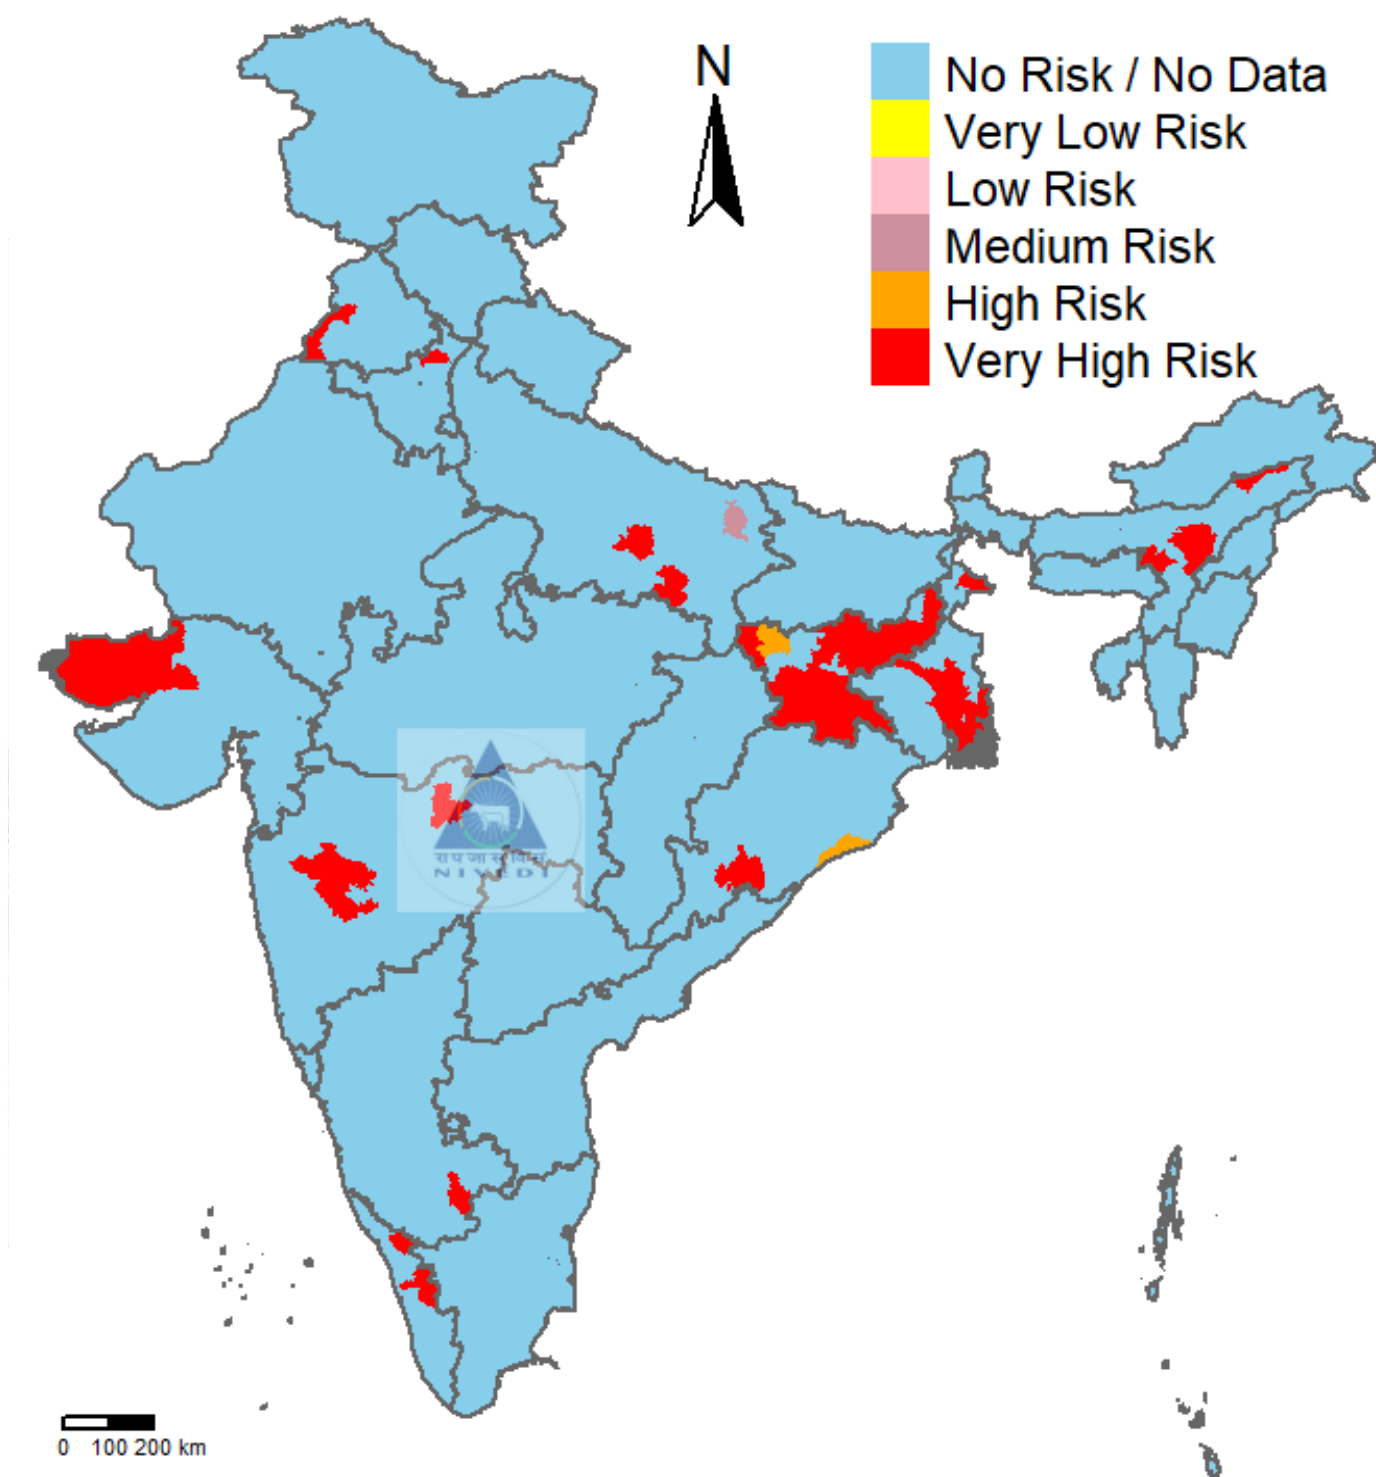 N
No Risk / No Data
Very Low Risk
Low Risk
Medium Risk
High Risk
Very High Risk
NIVEDI
0 100 200 km